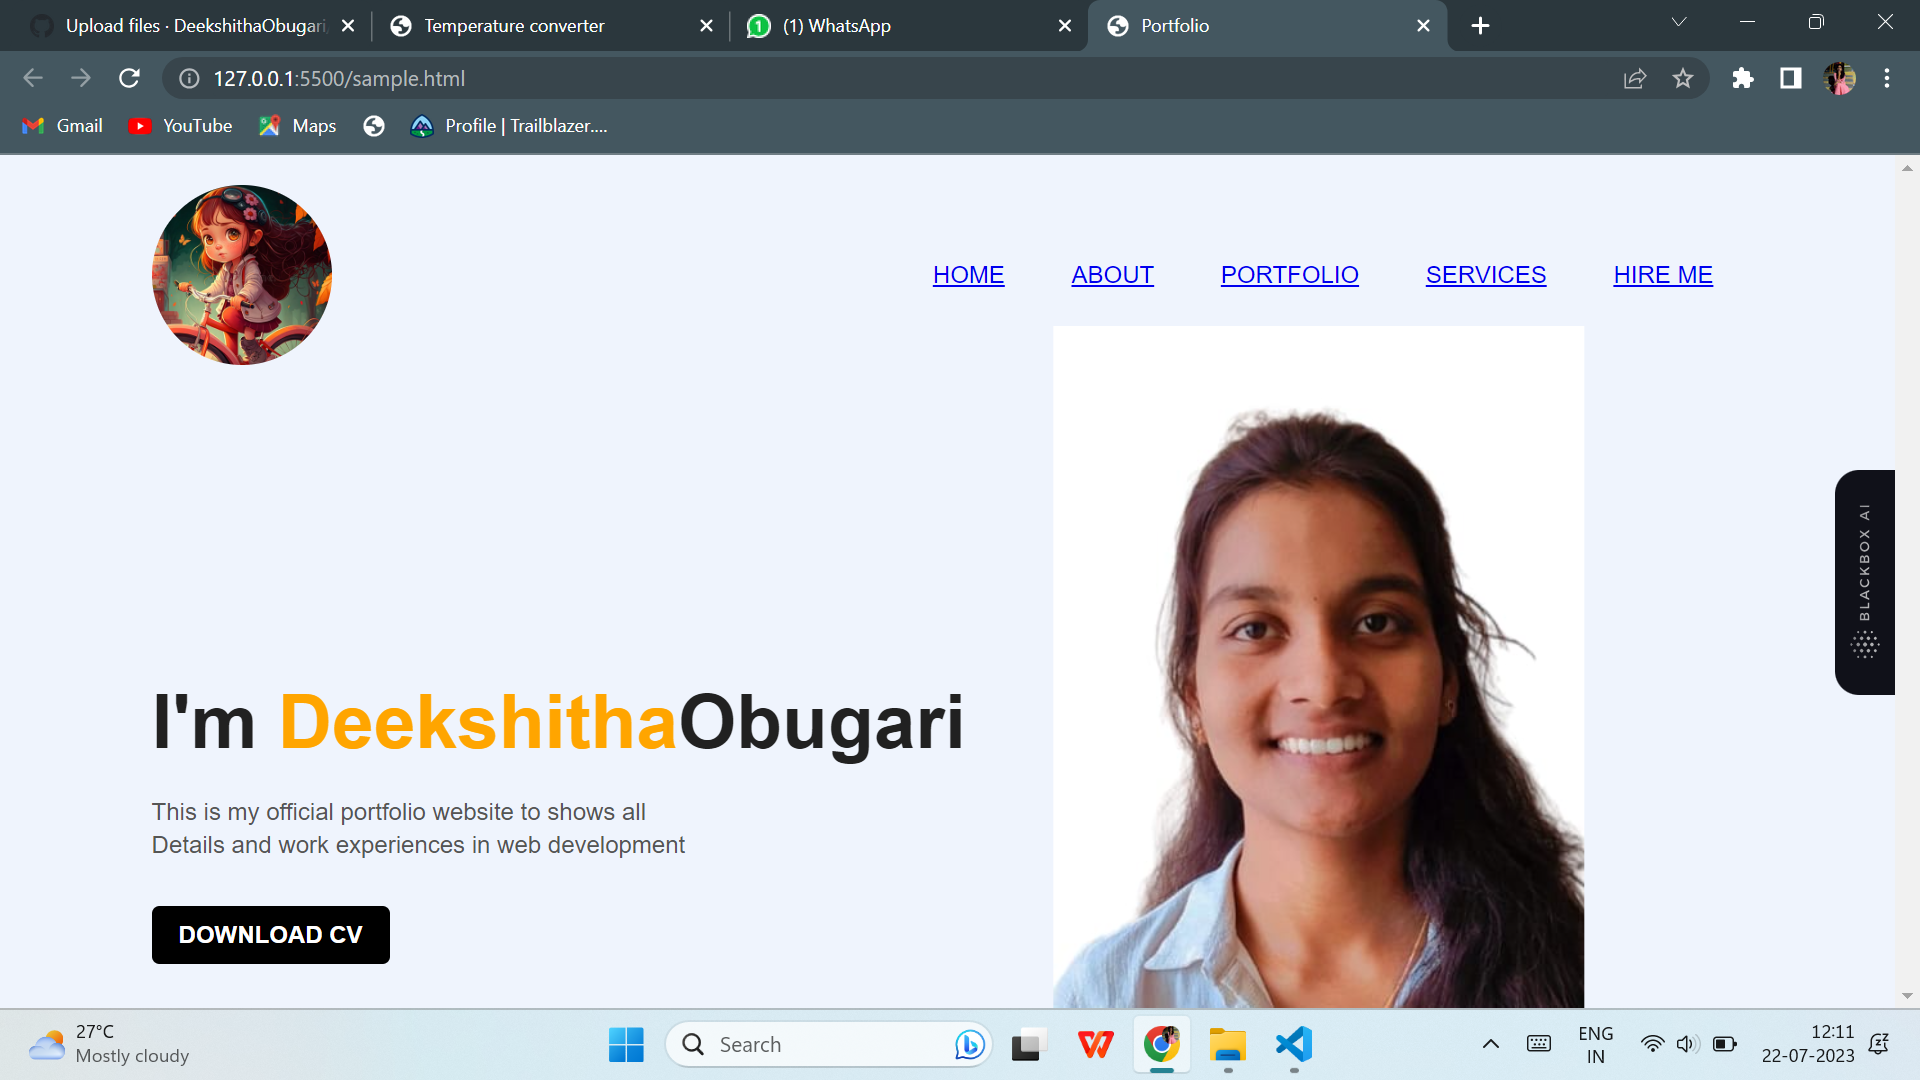 Upload files · DeekshithaObugari/
Temperature converter
(1) WhatsApp
Portfolio
127.0.0.1:5500/sample.html
Gmail
YouTube
Maps
Profile | Trailblazer....
HOME
ABOUT
PORTFOLIO
SERVICES
HIRE ME
BLACKBOX AI
I'm DeekshithaObugari
This is my official portfolio website to shows all
Details and work experiences in web development
DOWNLOAD CV
27°C
Mostly cloudy
Search
ENG
IN
12:11
22-07-2023